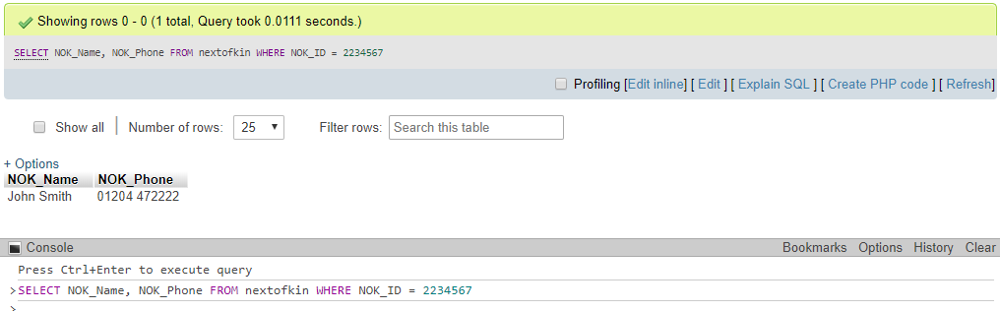 Showing rows 0 - 0 (1 total, Query took 0.0111 seconds.)
SELECT NOK_Name, NOK_Phone FROM nextofkin WHERE NOK_ID = 2234567
Profiling [Edit inline] [ Edit ] [ Explain SQL ] [ Create PHP code ] [ Refresh]
Show all | Number of rows: 25 Filter rows: Search this table
+ Options
NOK_Name NOK_Phone
John Smith 01204 472222
Console Bookmarks Options History Clear
Press Ctrl+Enter to execute query
>SELECT NOK_Name, NOK_Phone FROM nextofkin WHERE NOK_ID = 2234567
>